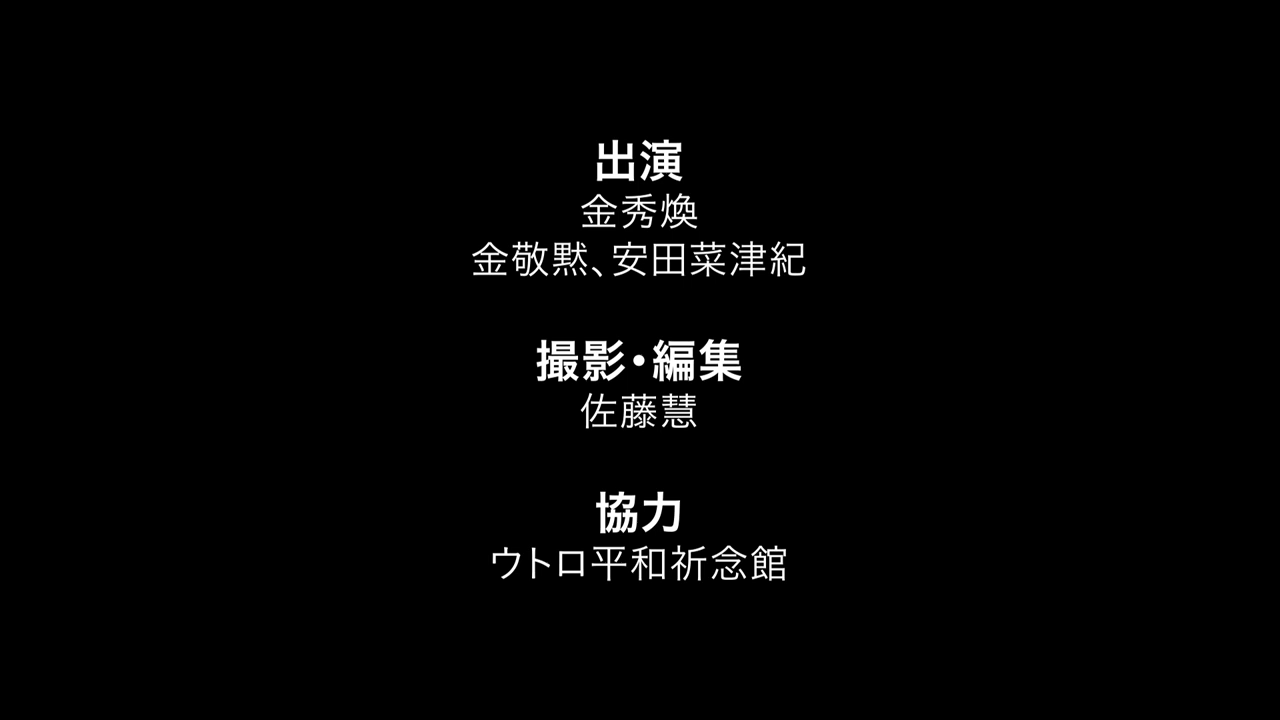 出演
金秀煥
金敬黙、安田菜津紀
撮影・編集
佐藤慧
協力
ウトロ平和祈念館